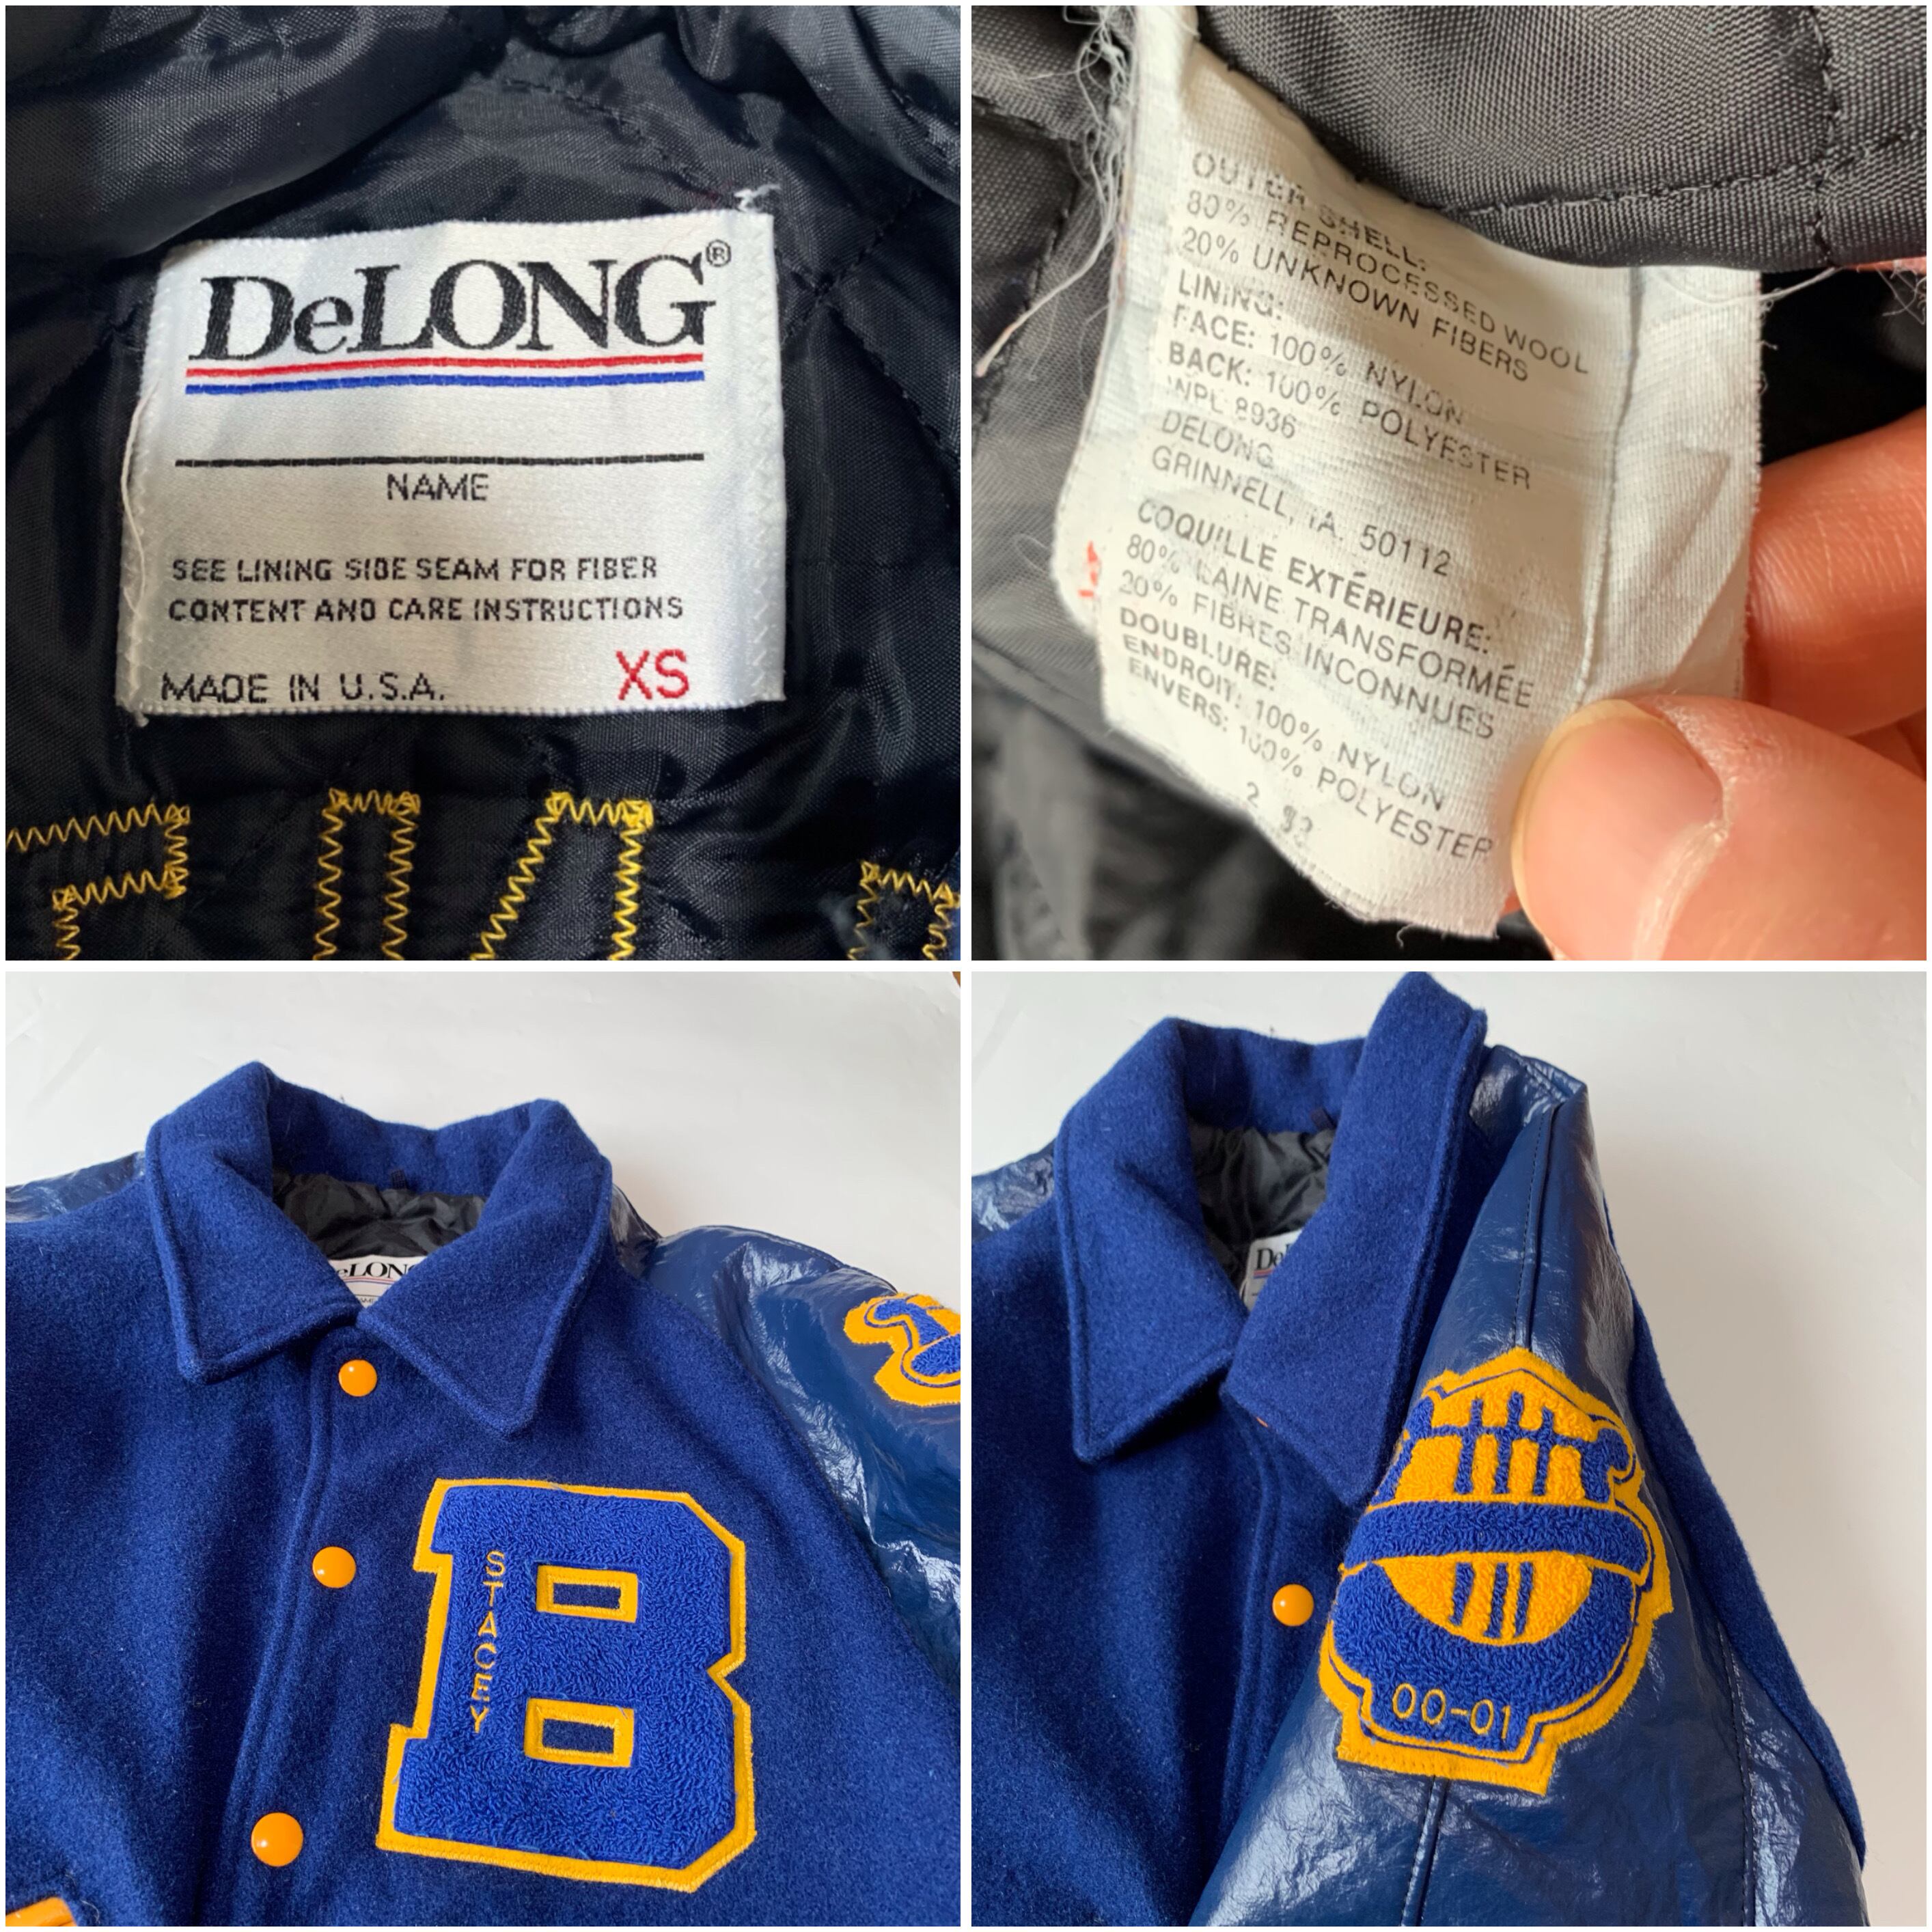 DeLONG®
NAME
SEE LINING SIDE SEAM FOR FIBER
CONTENT AND CARE INSTRUCTIONS
MADE IN U.S.A.
XS
OUTER SHELL:
80% REPROCESSED WOOL
20% UNKNOWN FIBERS
LINING:
FACE: 100% NYLON
BACK: 100% POLYESTER
WPL 8936
DELONG
GRINNELL, IA. 50112
COQUILLE EXTÉRIEURE:
80% LAINE TRANSFORMÉE
20% FIBRES INCONNUES
DOUBLURE:
ENDROIT: 100% NYLON
ENVERS: 100% POLYESTER
eLONG
B
STACEY
De
00-01